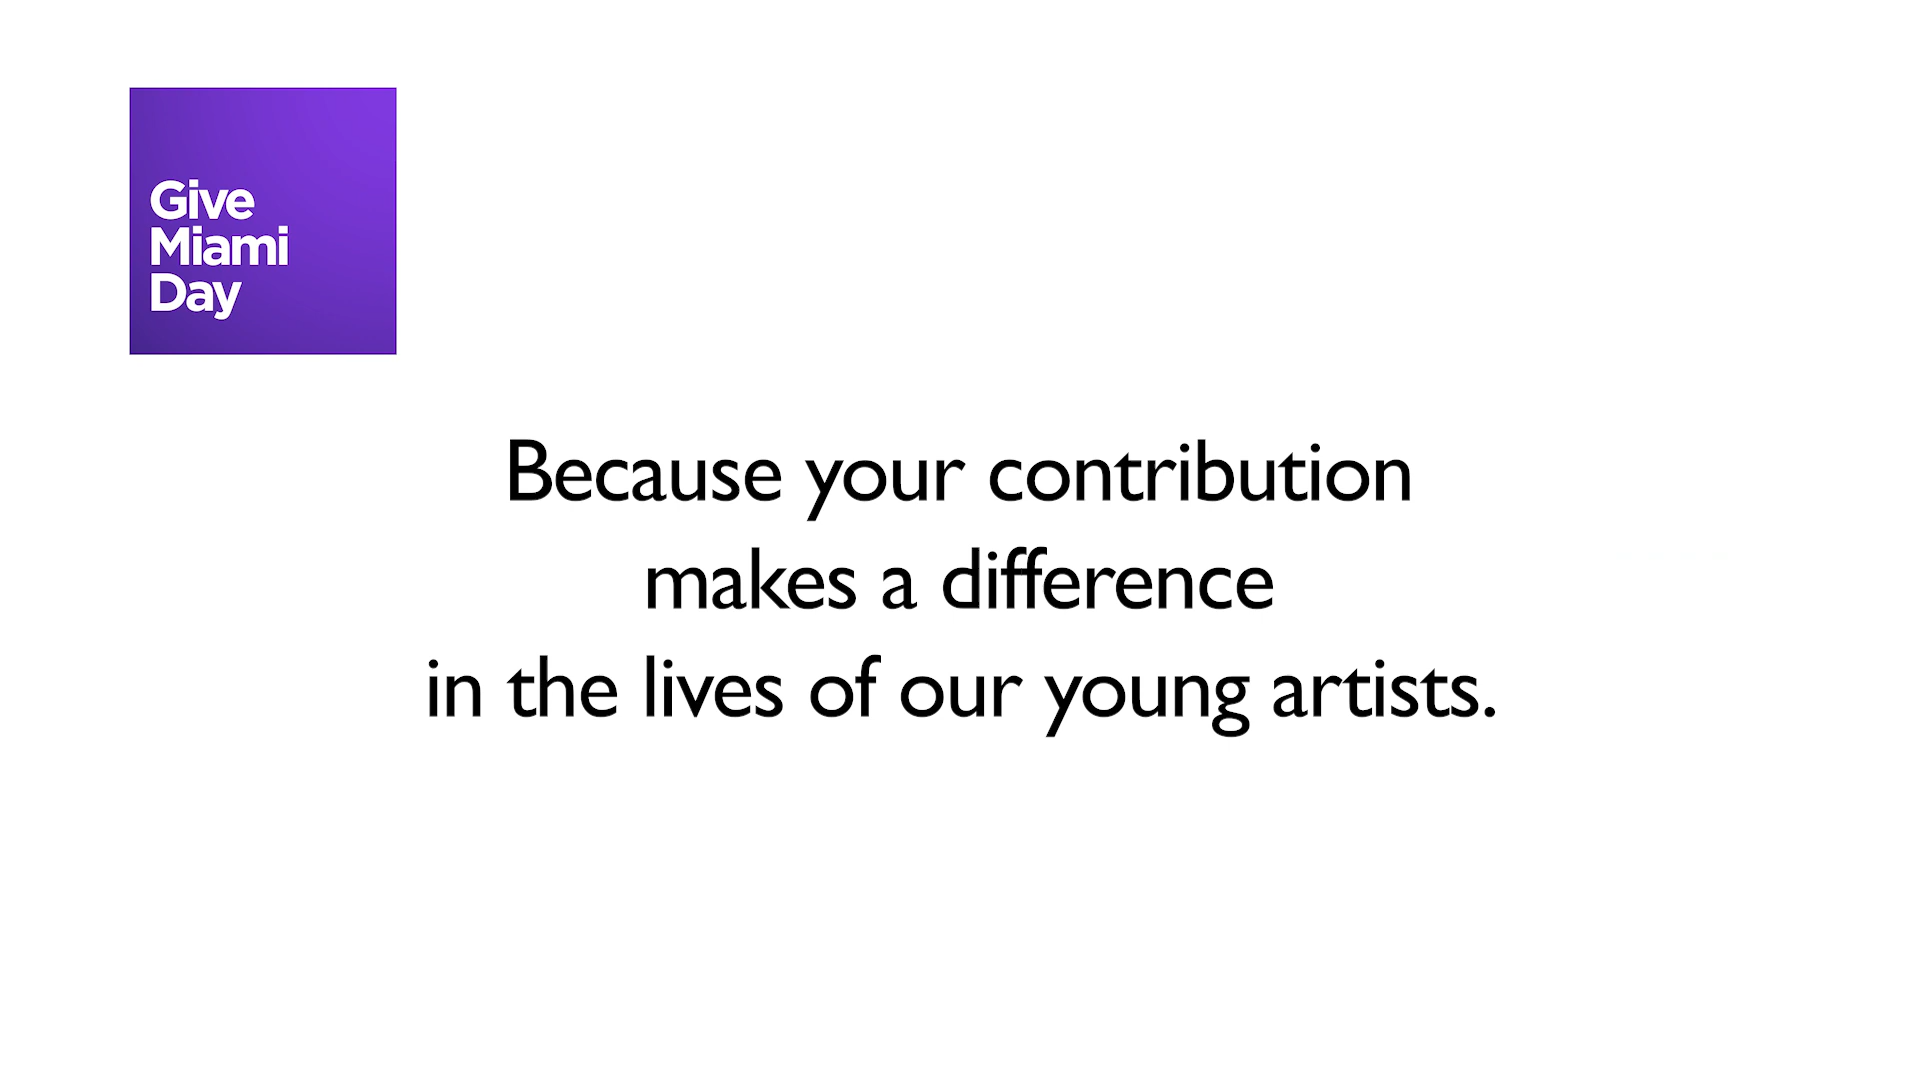 Give
Miami
Day
Because your contribution
makes a difference
in the lives of our young artists.